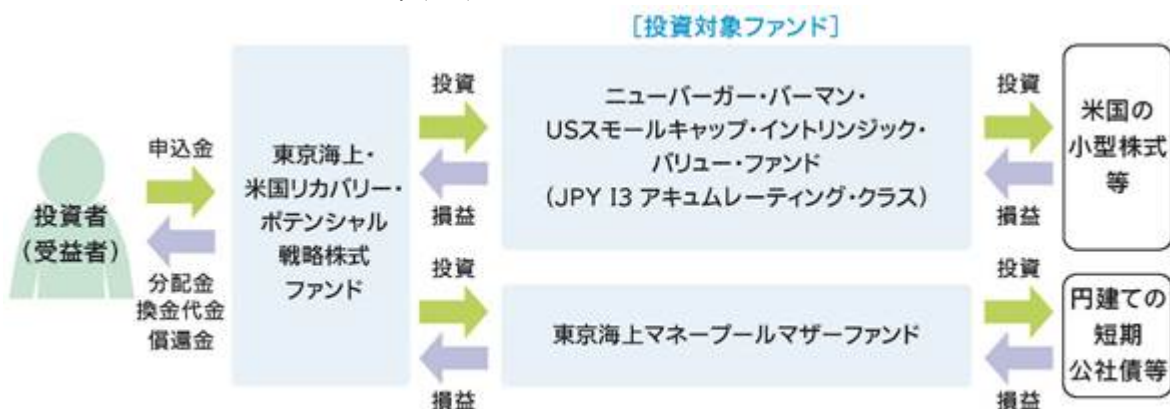 ［投資対象ファンド］
投資者
（受益者）
申込金
分配金
換金代金
償還金
東京海上・
米国リカバリー・
ポテンシャル
戦略株式
ファンド
投資
損益
ニューバーガー・バーマン・
USスモールキャップ・イントリンジック・
バリュー・ファンド
（JPY I3 アキュムレーティング・クラス）
投資
損益
米国の
小型株式
等
投資
損益
東京海上マネープールマザーファンド
投資
損益
円建ての
短期
公社債等